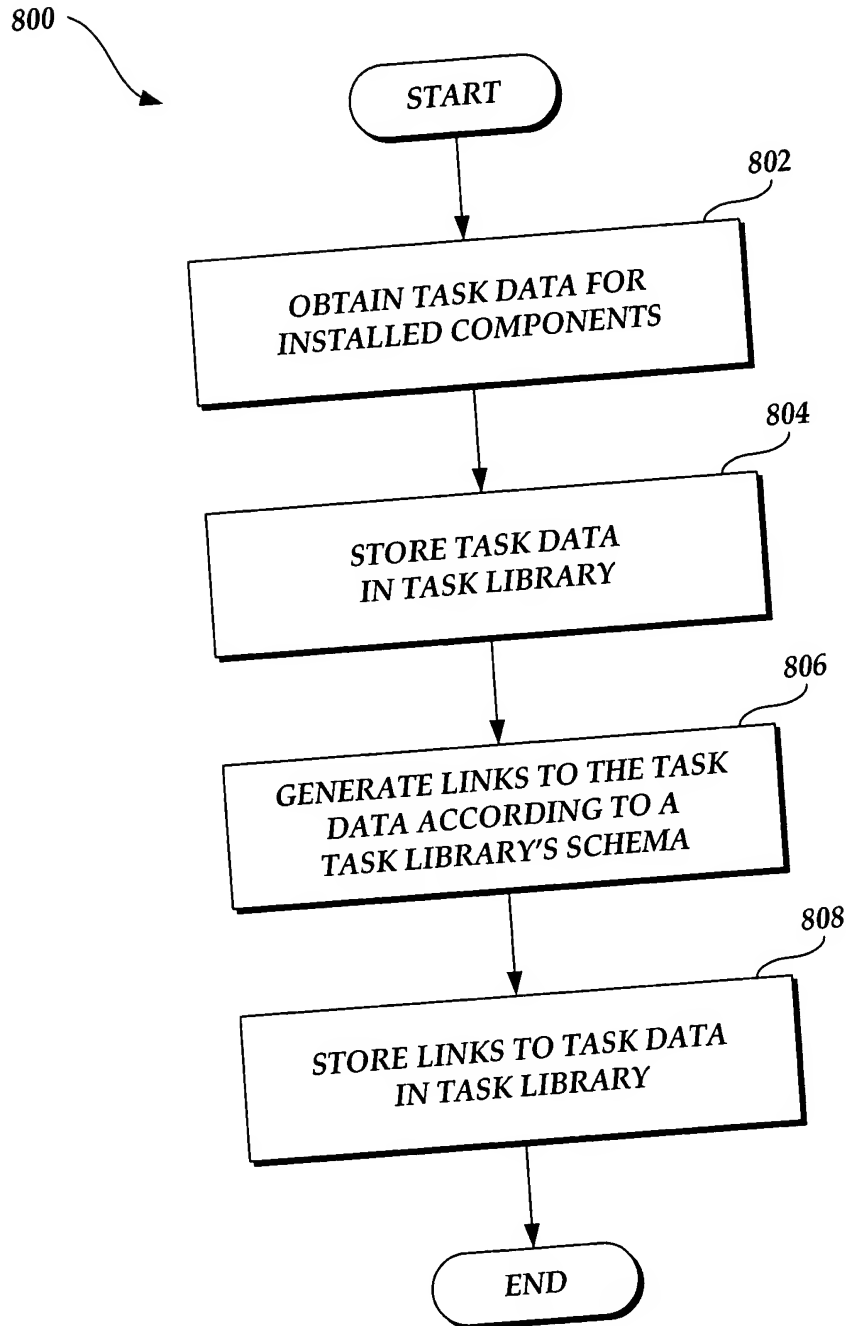 800
START
802
OBTAIN TASK DATA FOR
INSTALLED COMPONENTS
804
STORE TASK DATA
IN TASK LIBRARY
806
GENERATE LINKS TO THE TASK
DATA ACCORDING TO A
TASK LIBRARY'S SCHEMA
808
STORE LINKS TO TASK DATA
IN TASK LIBRARY
END